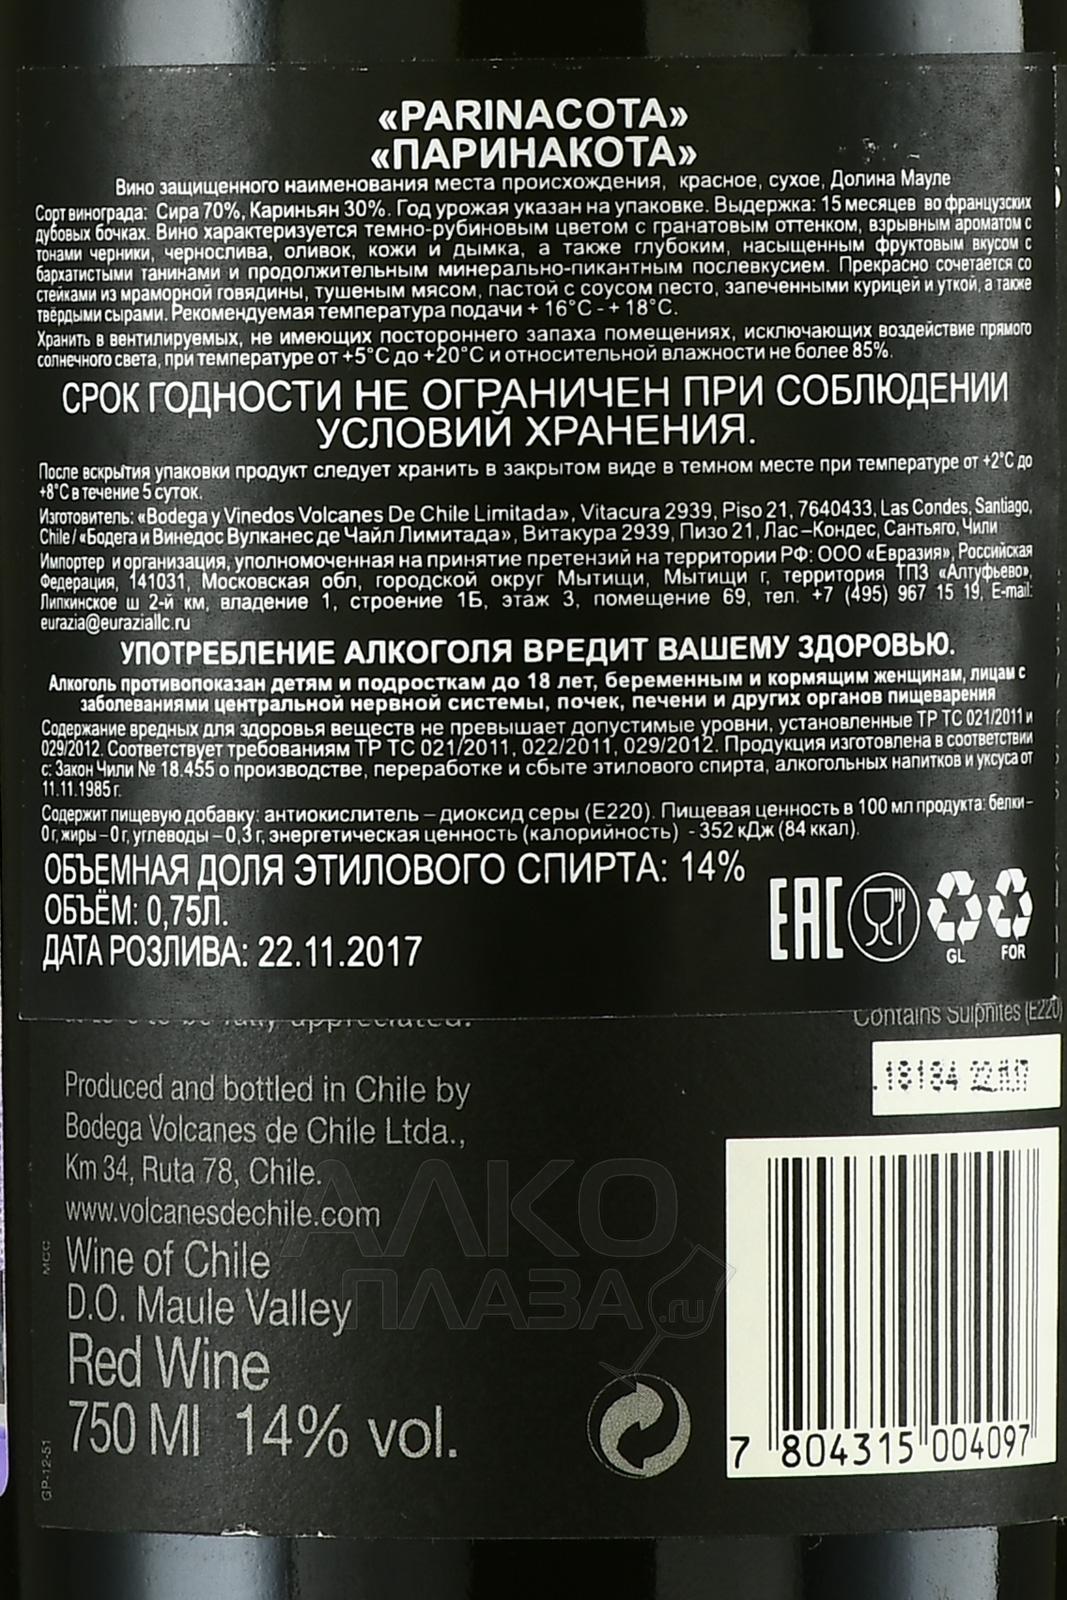 «PARINACOTA»
«ПАРИНАКОТА»
Вино защищенного наименования места происхождения, красное, сухое, Долина Мауле
Сорт винограда: Сира 70%, Кариньян 30%. Год урожая указан на упаковке. Выдержка: 15 месяцев во французских
дубовых бочках. Вино характеризуется темно-рубиновым цветом с гранатовым оттенком, взрывным ароматом с
тонами черники, чернослива, оливок, кожи и дымка, а также глубоким, насыщенным фруктовым вкусом с
бархатистыми танинами и продолжительным минерально-пикантным послевкусием. Прекрасно сочетается со
стейками из мраморной говядины, тушеным мясом, пастой с соусом песто, запеченными курицей и уткой, а также
твёрдыми сырами. Рекомендуемая температура подачи + 16°C - + 18°C.
Хранить в вентилируемых, не имеющих постороннего запаха помещениях, исключающих воздействие прямого
солнечного света, при температуре от +5°C до +20°C и относительной влажности не более 85%.
СРОК ГОДНОСТИ НЕ ОГРАНИЧЕН ПРИ СОБЛЮДЕНИИ
УСЛОВИЙ ХРАНЕНИЯ.
После вскрытия упаковки продукт следует хранить в закрытом виде в темном месте при температуре от +2°C до
+8°C в течение 5 суток.
Изготовитель: «Bodega y Vinedos Volcanes De Chile Limitada», Vitacura 2939, Piso 21, 7640433, Las Condes, Santiago,
Chile / «Бодега и Винедос Вулканес де Чайл Лимитада», Витакура 2939, Пизо 21, Лас –Кондес, Сантьяго, Чили
Импортер и организация, уполномоченная на принятие претензий на территории РФ: ООО «Евразия», Российская
Федерация, 141031, Московская обл, городской округ Мытищи, Мытищи г, территория ТПЗ «Алтуфьево»,
Липкинское ш 2-й км, владение 1, строение 1Б, этаж 3, помещение 69, тел. +7 (495) 967 15 19, E-mail:
eurazia@euraziallc.ru
УПОТРЕБЛЕНИЕ АЛКОГОЛЯ ВРЕДИТ ВАШЕМУ ЗДОРОВЬЮ.
Алкоголь противопоказан детям и подросткам до 18 лет, беременным и кормящим женщинам, лицам с
заболеваниями центральной нервной системы, почек, печени и других органов пищеварения
Содержание вредных для здоровья веществ не превышает допустимые уровни, установленные ТР ТС 021/2011 и
029/2012. Соответствует требованиям ТР ТС 021/2011, 022/2011, 029/2012. Продукция изготовлена в соответствии
с: Закон Чили № 18.455 о производстве, переработке и сбыте этилового спирта, алкогольных напитков и уксуса от
11.11.1985 г.
Содержит пищевую добавку: антиокислитель – диоксид серы (Е220). Пищевая ценность в 100 мл продукта: белки –
0 г, жиры – 0 г, углеводы – 0,3 г, энергетическая ценность (калорийность) - 352 кДж (84 ккал).
ОБЪЕМНАЯ ДОЛЯ ЭТИЛОВОГО СПИРТА: 14%
ОБЪЁМ: 0,75Л.
ДАТА РОЗЛИВА: 22.11.2017
EAC
GL
FOR
to be fully appreciated.
Contains Sulphites (E220)
18184 22.11.17
Produced and bottled in Chile by
Bodega Volcanes de Chile Ltda.,
Km 34, Ruta 78, Chile.
www.volcanesdechile.com
MCC
Wine of Chile
D.O. Maule Valley
Red Wine
750 Ml 14% vol.
GP-12-51
7 804315 004097
АЛКО
ПЛАЗА
.ru